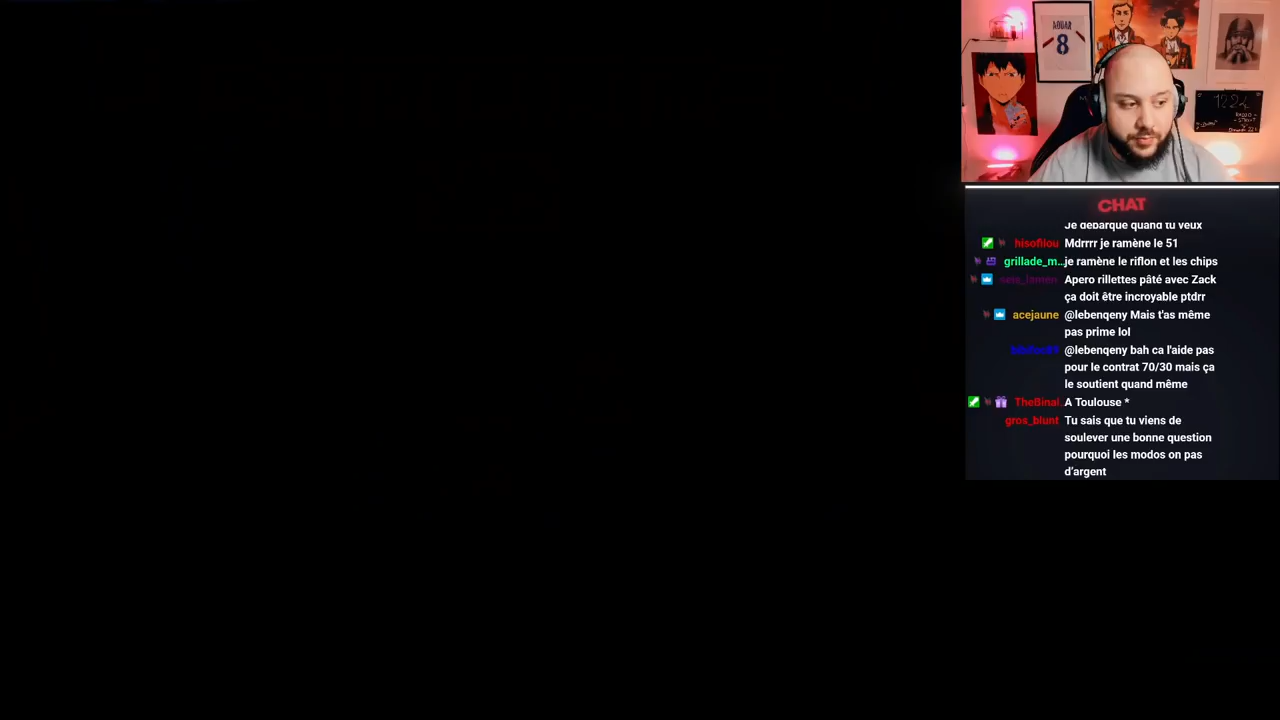 AOUAR
8
1224
CHAT
Je débarque quand tu veux
hisofilou Mdrrrr je ramène le 51
grillade_m... je ramène le riflon et les chips
Apero rillettes pâté avec Zack
ça doit être incroyable ptdrr
acejaune @lebenqeny Mais t'as même
pas prime lol
@lebenqeny bah ca l'aide pas
pour le contrat 70/30 mais ça
le soutient quand même
TheBinal... A Toulouse *
gros_blunt Tu sais que tu viens de
soulever une bonne question
pourquoi les modos on pas
d'argent